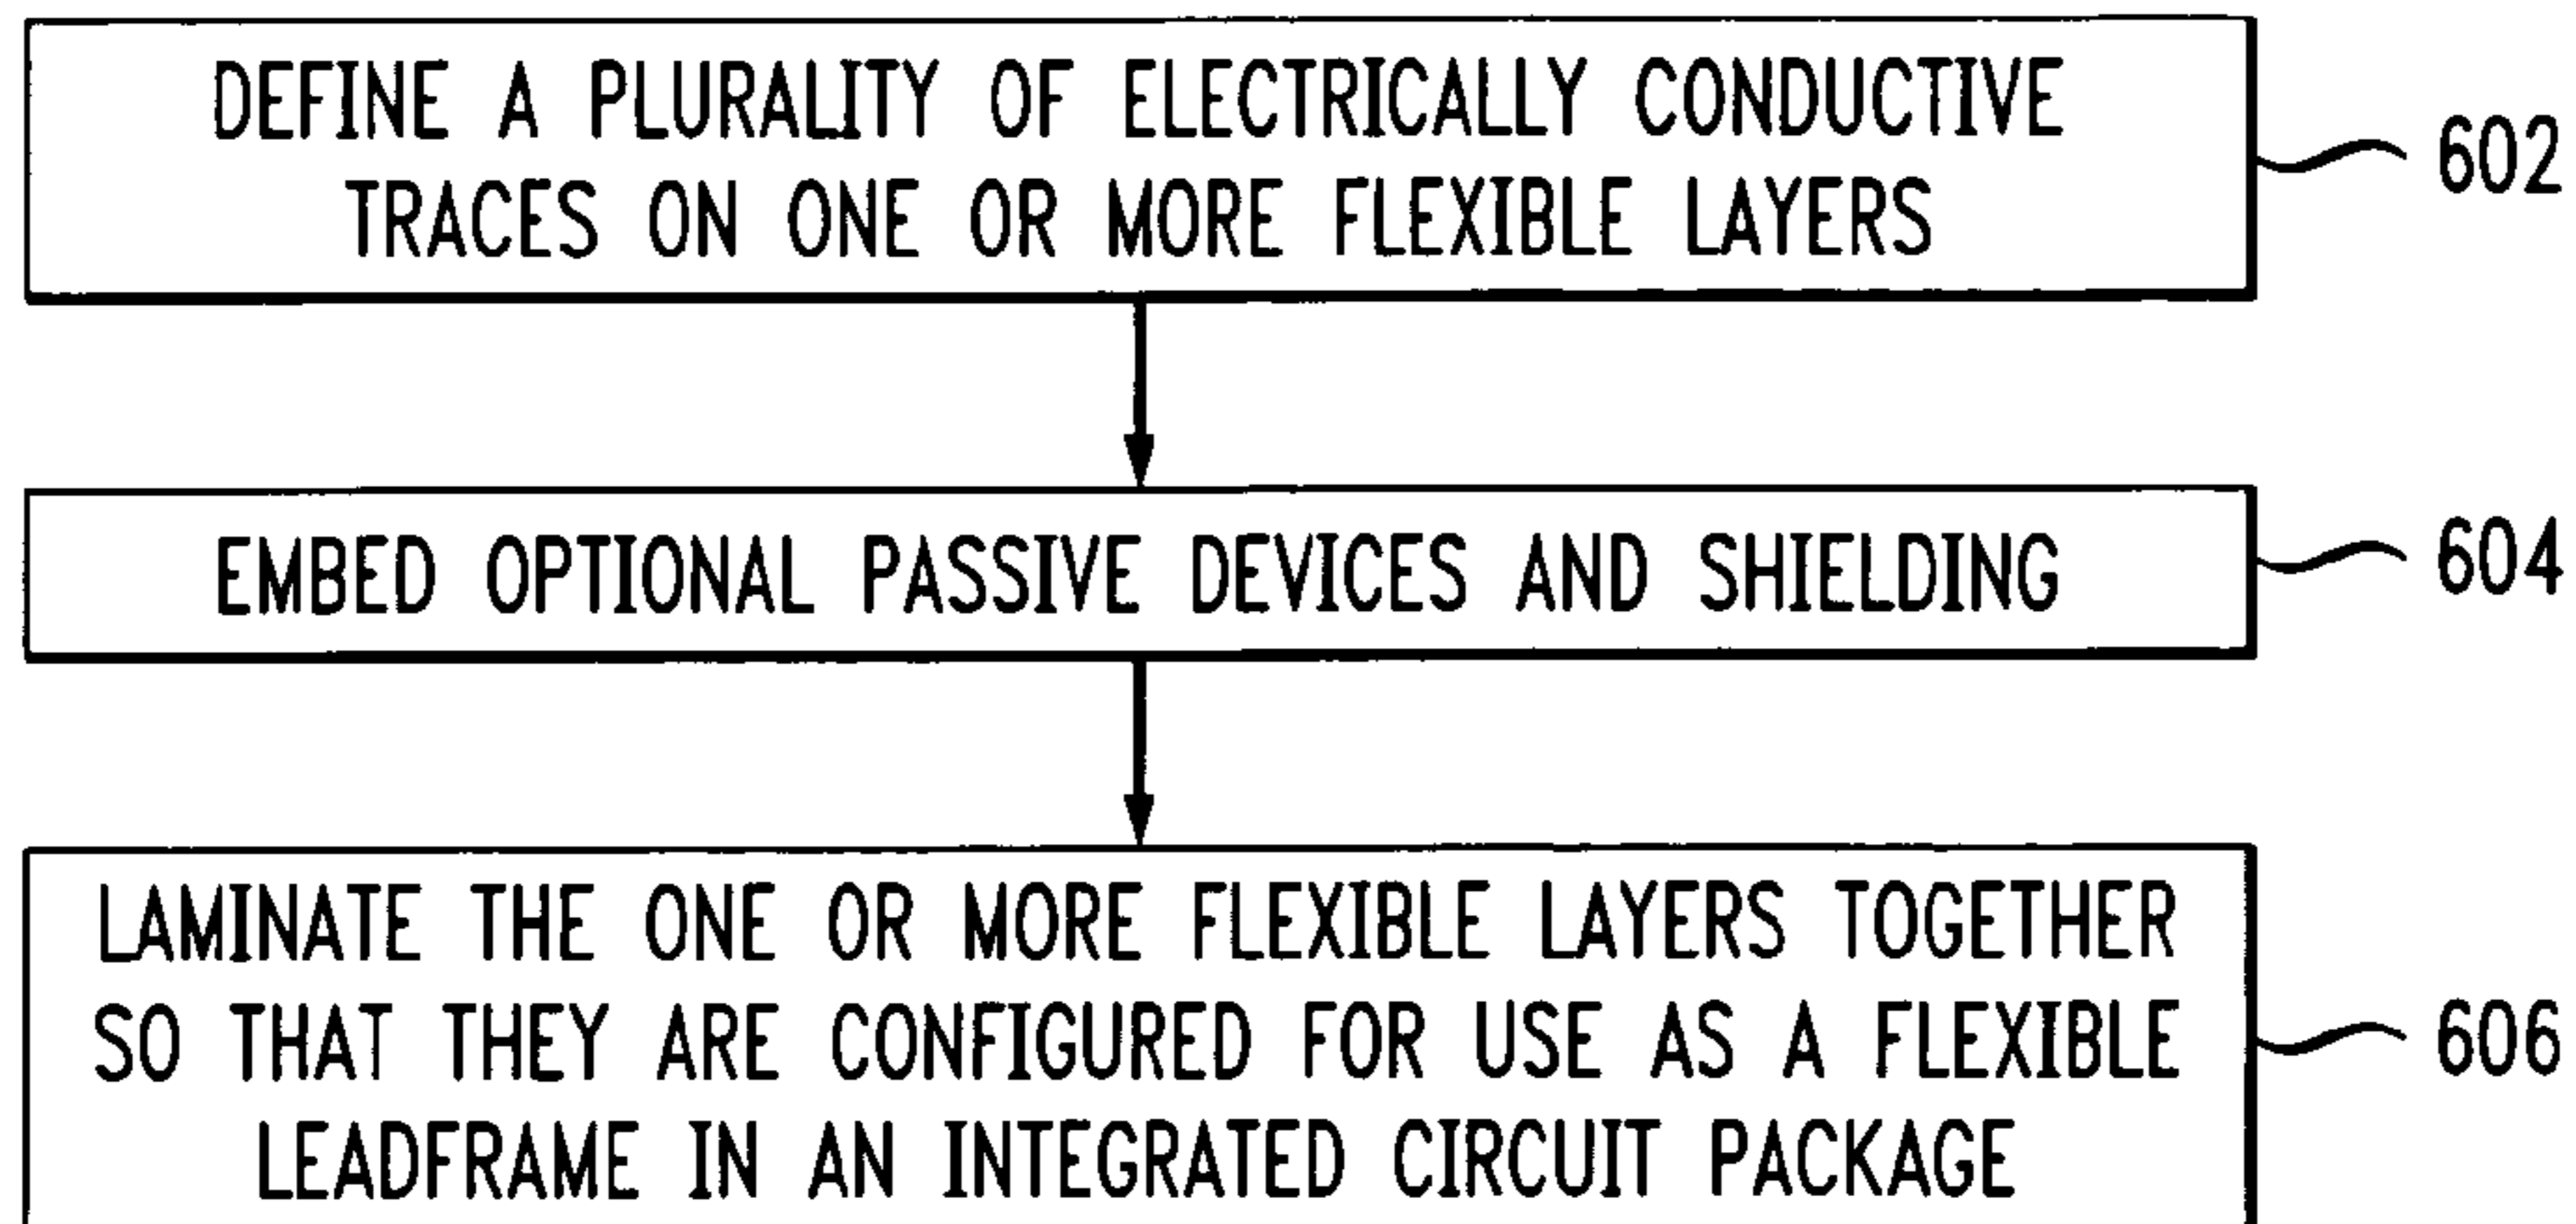 DEFINE A PLURALITY OF ELECTRICALLY CONDUCTIVE
TRACES ON ONE OR MORE FLEXIBLE LAYERS
602
EMBED OPTIONAL PASSIVE DEVICES AND SHIELDING
604
LAMINATE THE ONE OR MORE FLEXIBLE LAYERS TOGETHER
SO THAT THEY ARE CONFIGURED FOR USE AS A FLEXIBLE
LEADFRAME IN AN INTEGRATED CIRCUIT PACKAGE
606